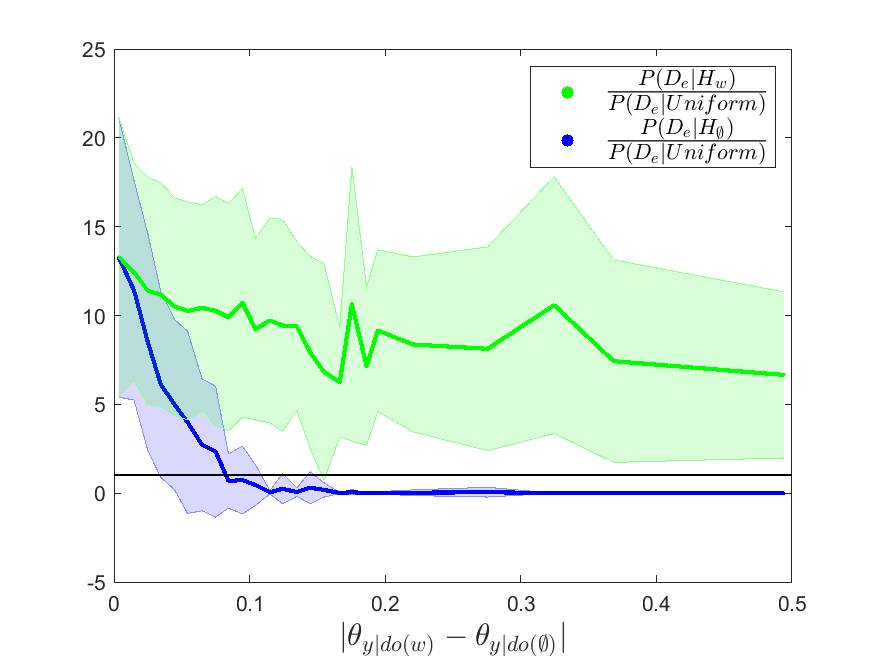 25
20
15
10
5
0
-5
0 0.1 0.2 0.3 0.4 0.5
P(D_e|H_w)
P(D_e|Uniform)
P(D_e|H_∅)
P(D_e|Uniform)
|θ_{y|do(w)} − θ_{y|do(∅)}|